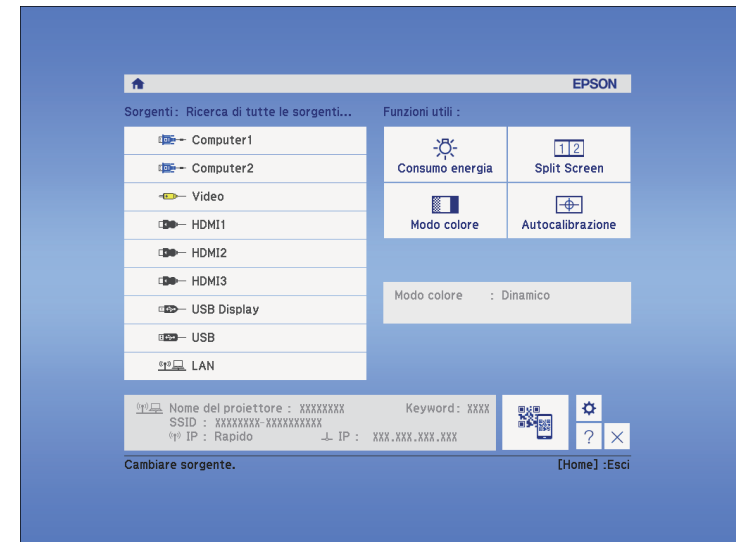 EPSON
Sorgenti : Ricerca di tutte le sorgenti...
Computer1
Computer2
Video
HDMI1
HDMI2
HDMI3
USB Display
USB
LAN
Funzioni utili :
Consumo energia
1 2
Split Screen
Modo colore
Autocalibrazione
Modo colore : Dinamico
Nome del proiettore : XXXXXXXX Keyword : XXXX
SSID : XXXXXXXX-XXXXXXXXXX
IP : Rapido IP : XXX.XXX.XXX.XXX
?
Cambiare sorgente. [Home] :Esci